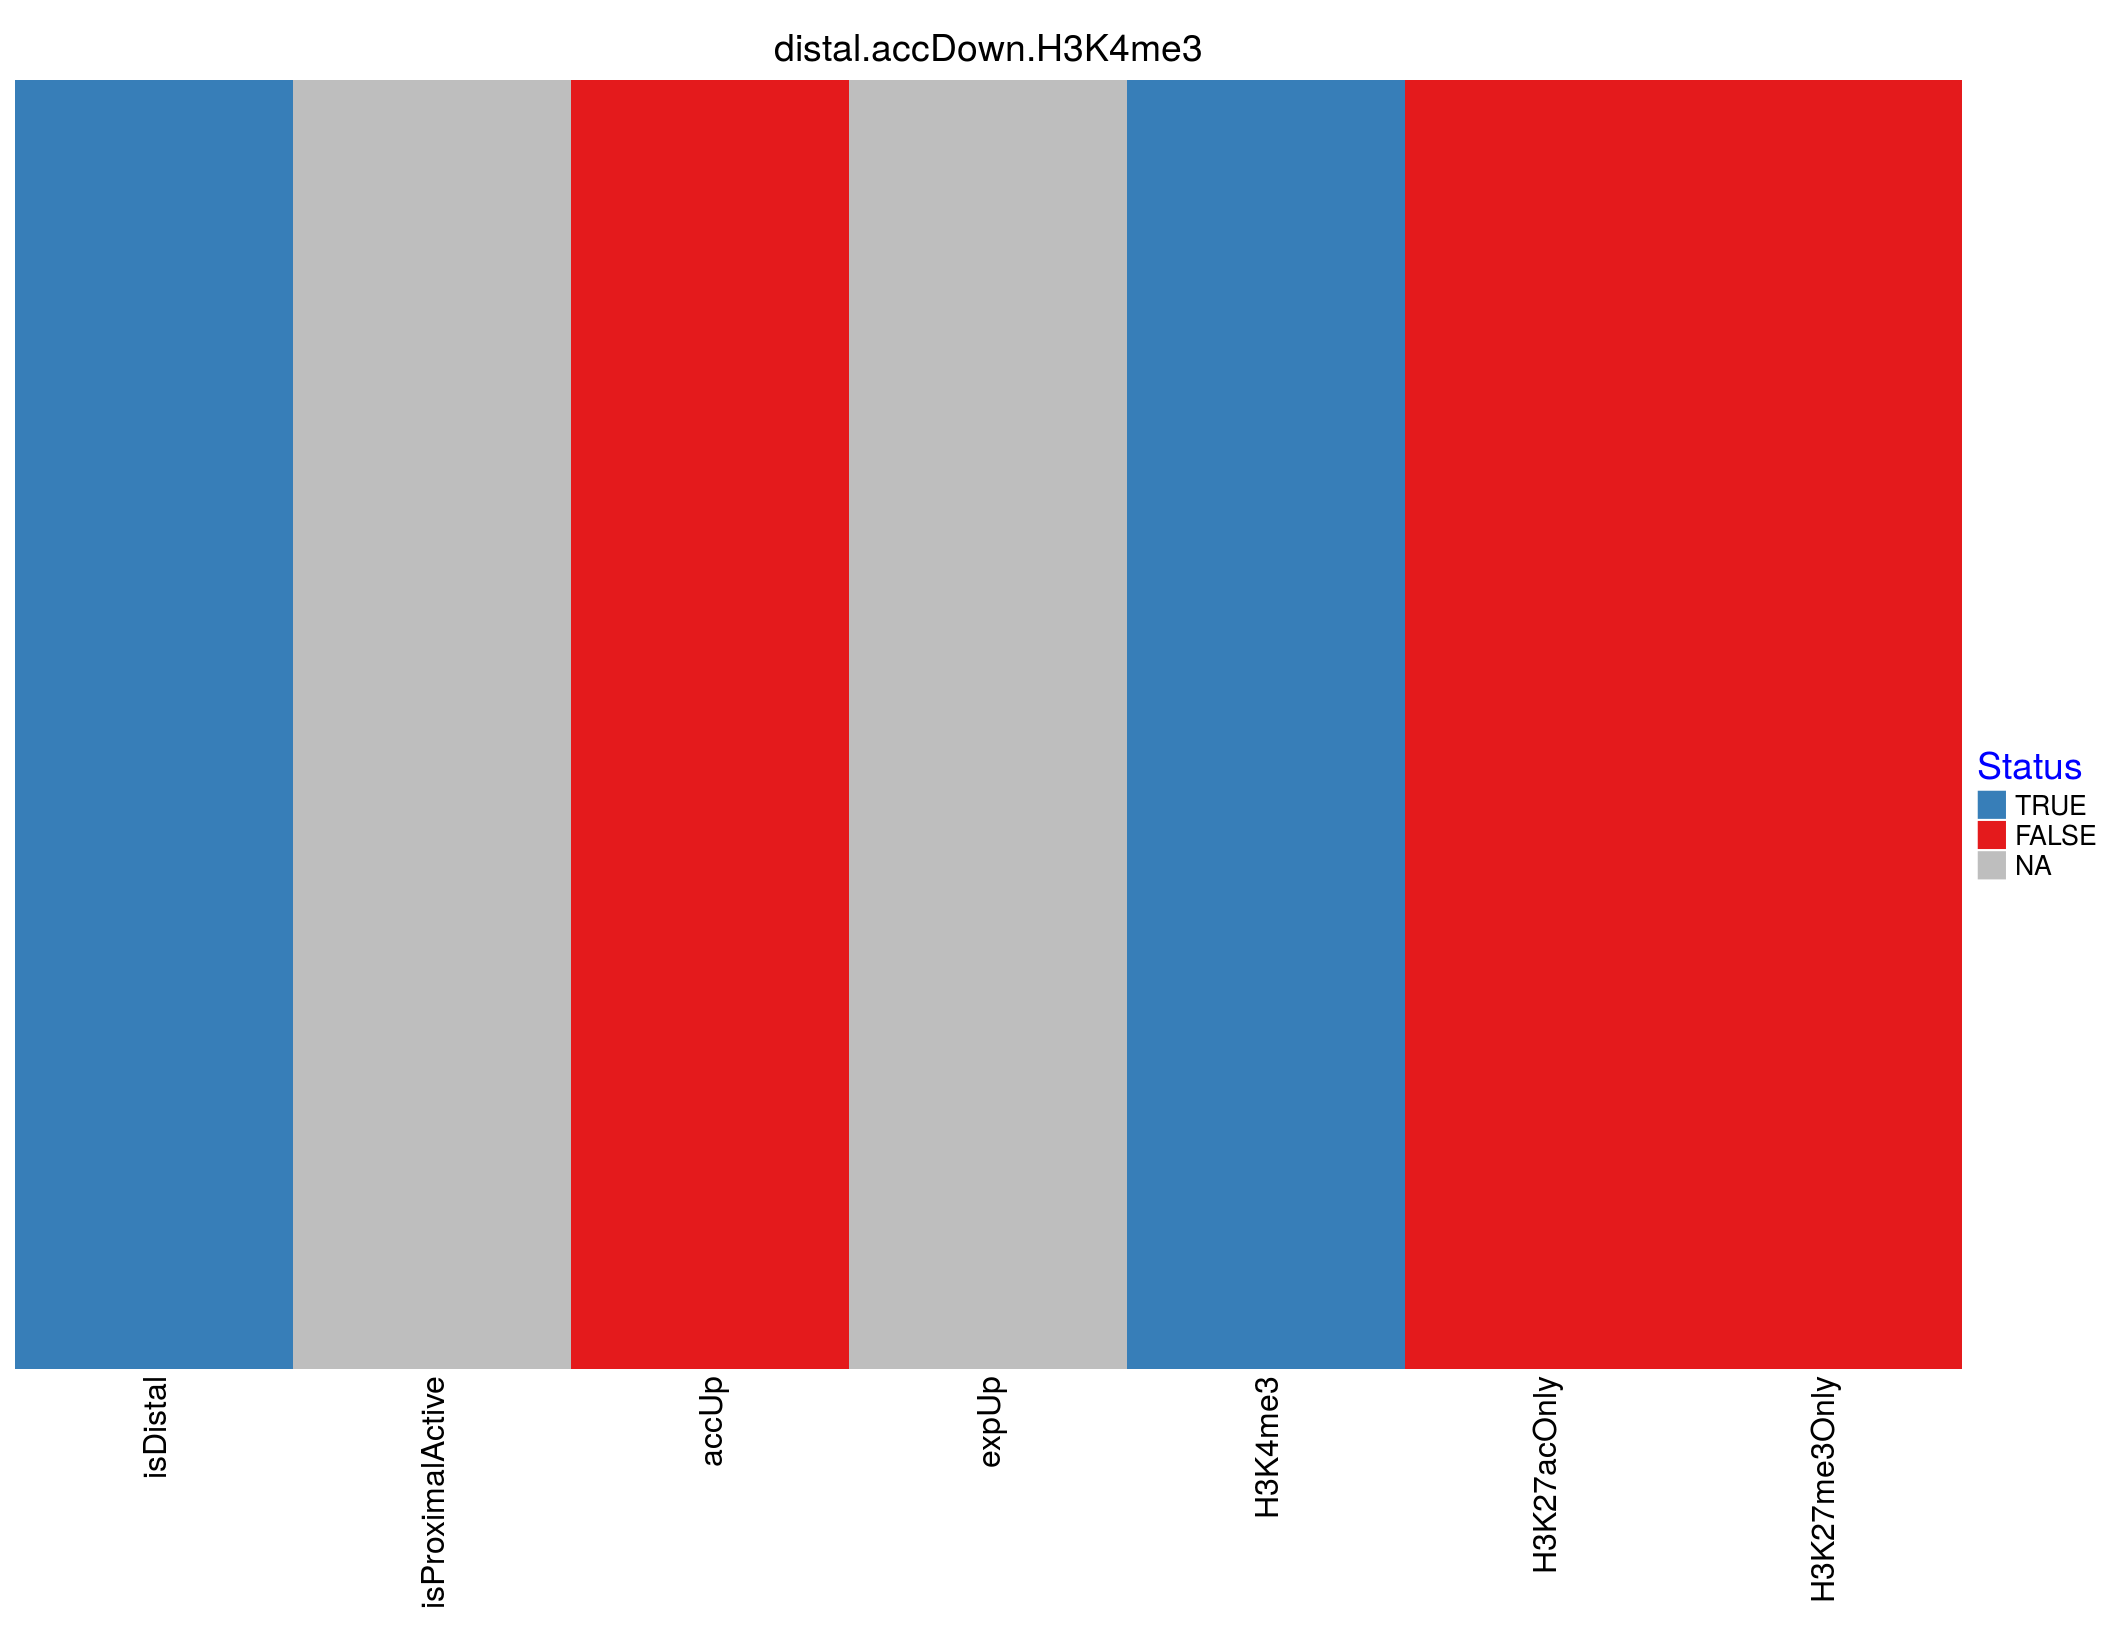 distal.accDown.H3K4me3
Status
TRUE
FALSE
NA
isDistal
isProximalActive
accUp
expUp
H3K4me3
H3K27acOnly
H3K27me3Only